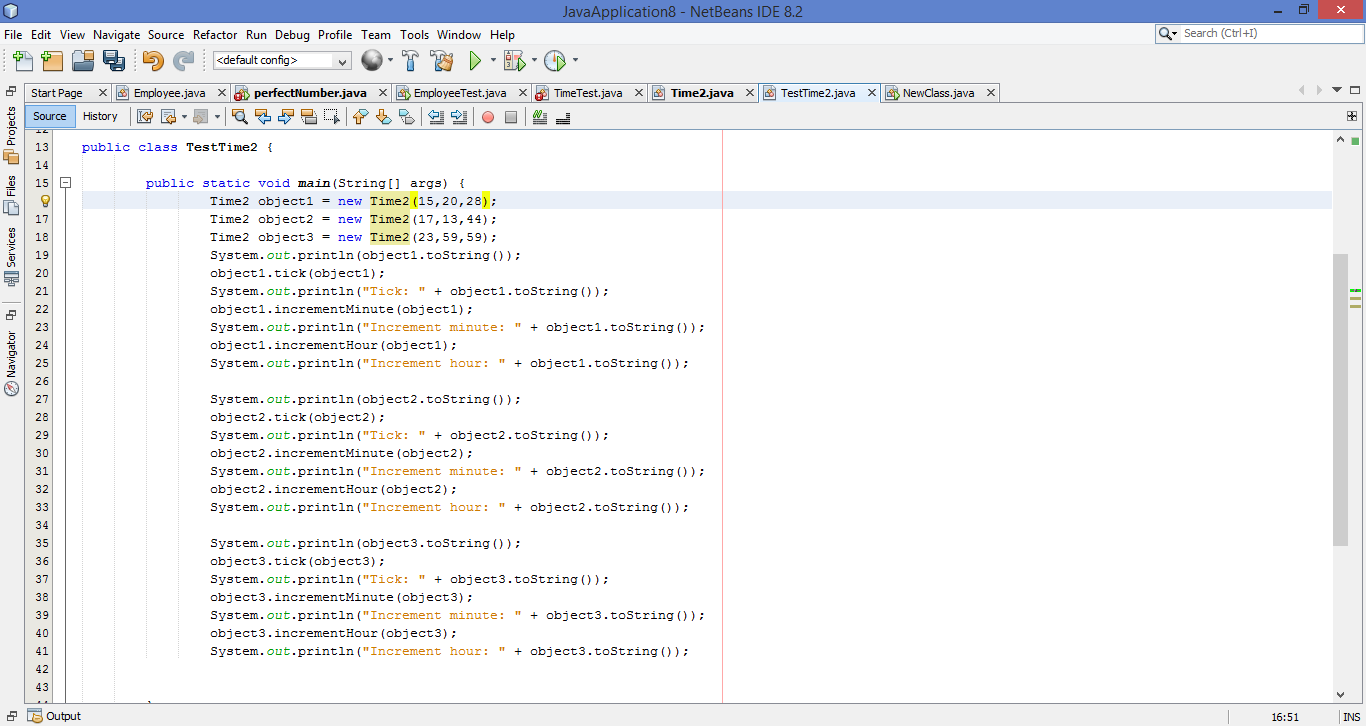 JavaApplication8 - NetBeans IDE 8.2
File Edit View Navigate Source Refactor Run Debug Profile Team Tools Window Help
Search (Ctrl+I)
<default config>
Start Page Employee.java perfectNumber.java EmployeeTest.java TimeTest.java Time2.java TestTime2.java NewClass.java
Source History
Projects
Files
Services
Navigator
12
13 public class TestTime2 {
14
15 public static void main(String[] args) {
Time2 object1 = new Time2(15,20,28);
17 Time2 object2 = new Time2(17,13,44);
18 Time2 object3 = new Time2(23,59,59);
19 System.out.println(object1.toString());
20 object1.tick(object1);
21 System.out.println("Tick: " + object1.toString());
22 object1.incrementMinute(object1);
23 System.out.println("Increment minute: " + object1.toString());
24 object1.incrementHour(object1);
25 System.out.println("Increment hour: " + object1.toString());
26
27 System.out.println(object2.toString());
28 object2.tick(object2);
29 System.out.println("Tick: " + object2.toString());
30 object2.incrementMinute(object2);
31 System.out.println("Increment minute: " + object2.toString());
32 object2.incrementHour(object2);
33 System.out.println("Increment hour: " + object2.toString());
34
35 System.out.println(object3.toString());
36 object3.tick(object3);
37 System.out.println("Tick: " + object3.toString());
38 object3.incrementMinute(object3);
39 System.out.println("Increment minute: " + object3.toString());
40 object3.incrementHour(object3);
41 System.out.println("Increment hour: " + object3.toString());
42
43
Output
16:51 INS